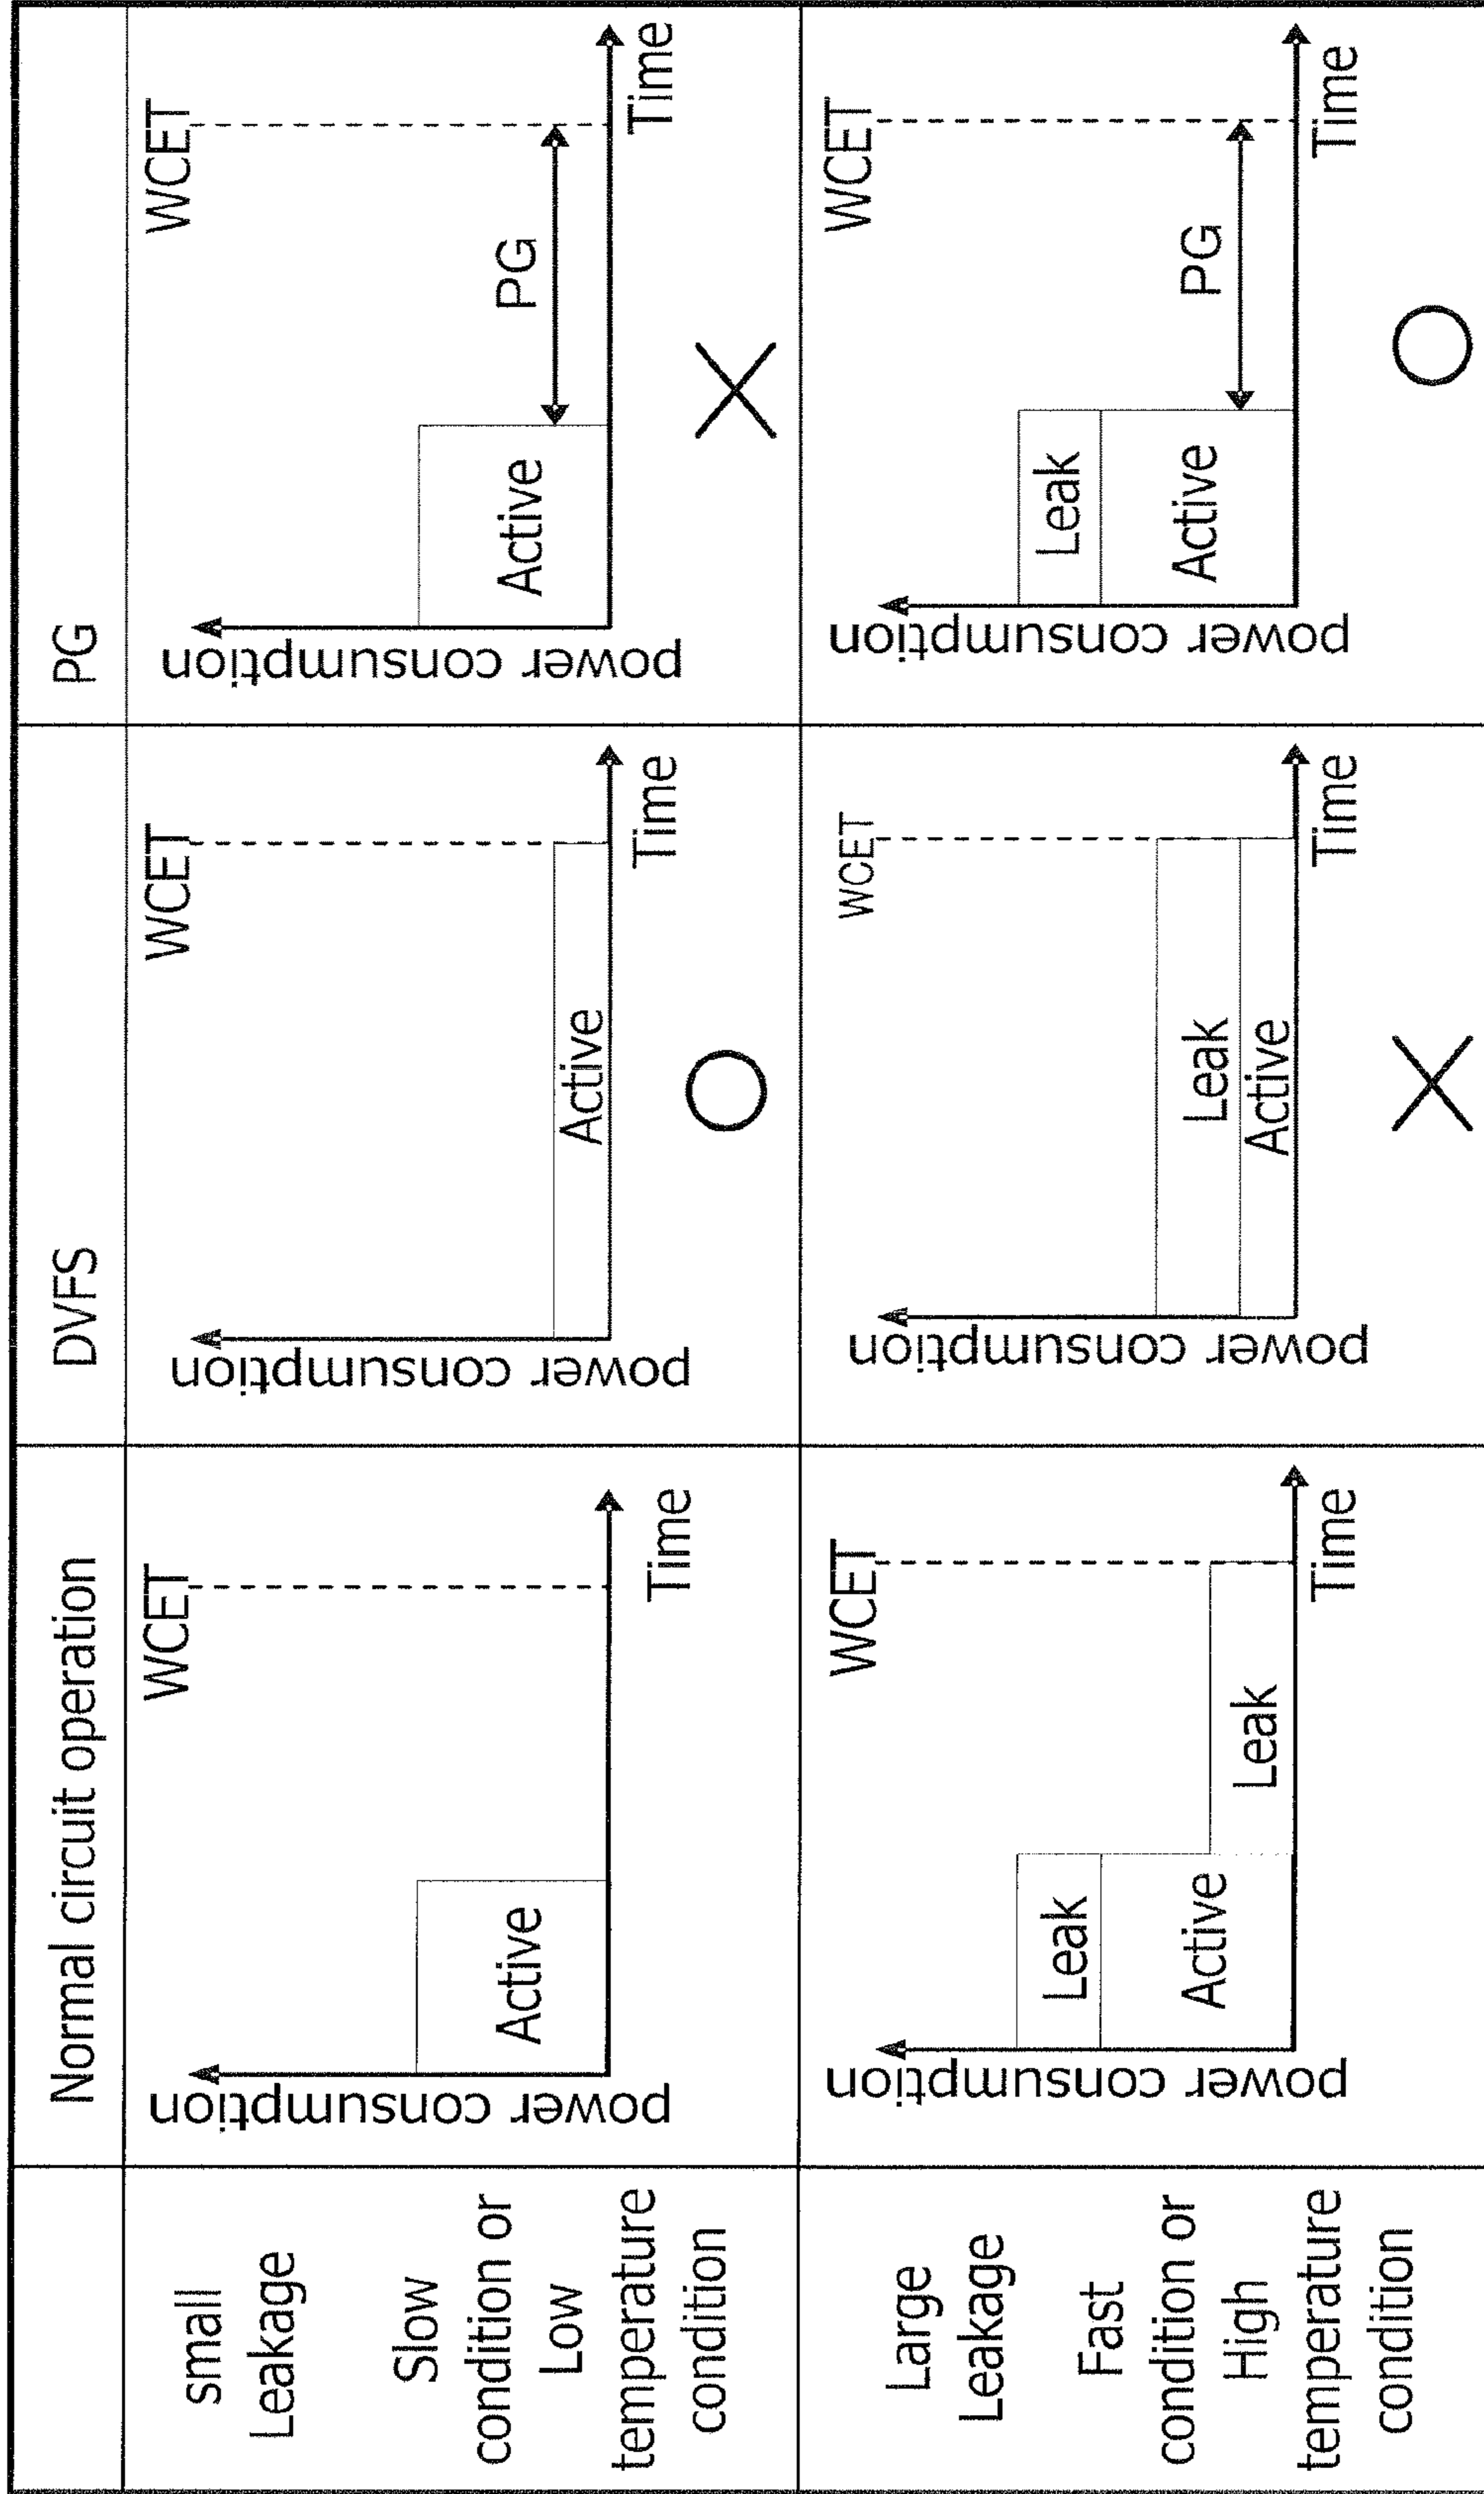 Normal circuit operation
DVFS
PG
small
Leakage
Slow
condition or
Low
temperature
condition
power consumption
WCET
Active
Time
power consumption
WCET
Active
Time
power consumption
WCET
PG
Active
Time
Large
Leakage
Fast
condition or
High
temperature
condition
power consumption
WCET
Leak
Active
Leak
Time
power consumption
WCET
Leak
Active
Time
power consumption
WCET
Leak
PG
Active
Time